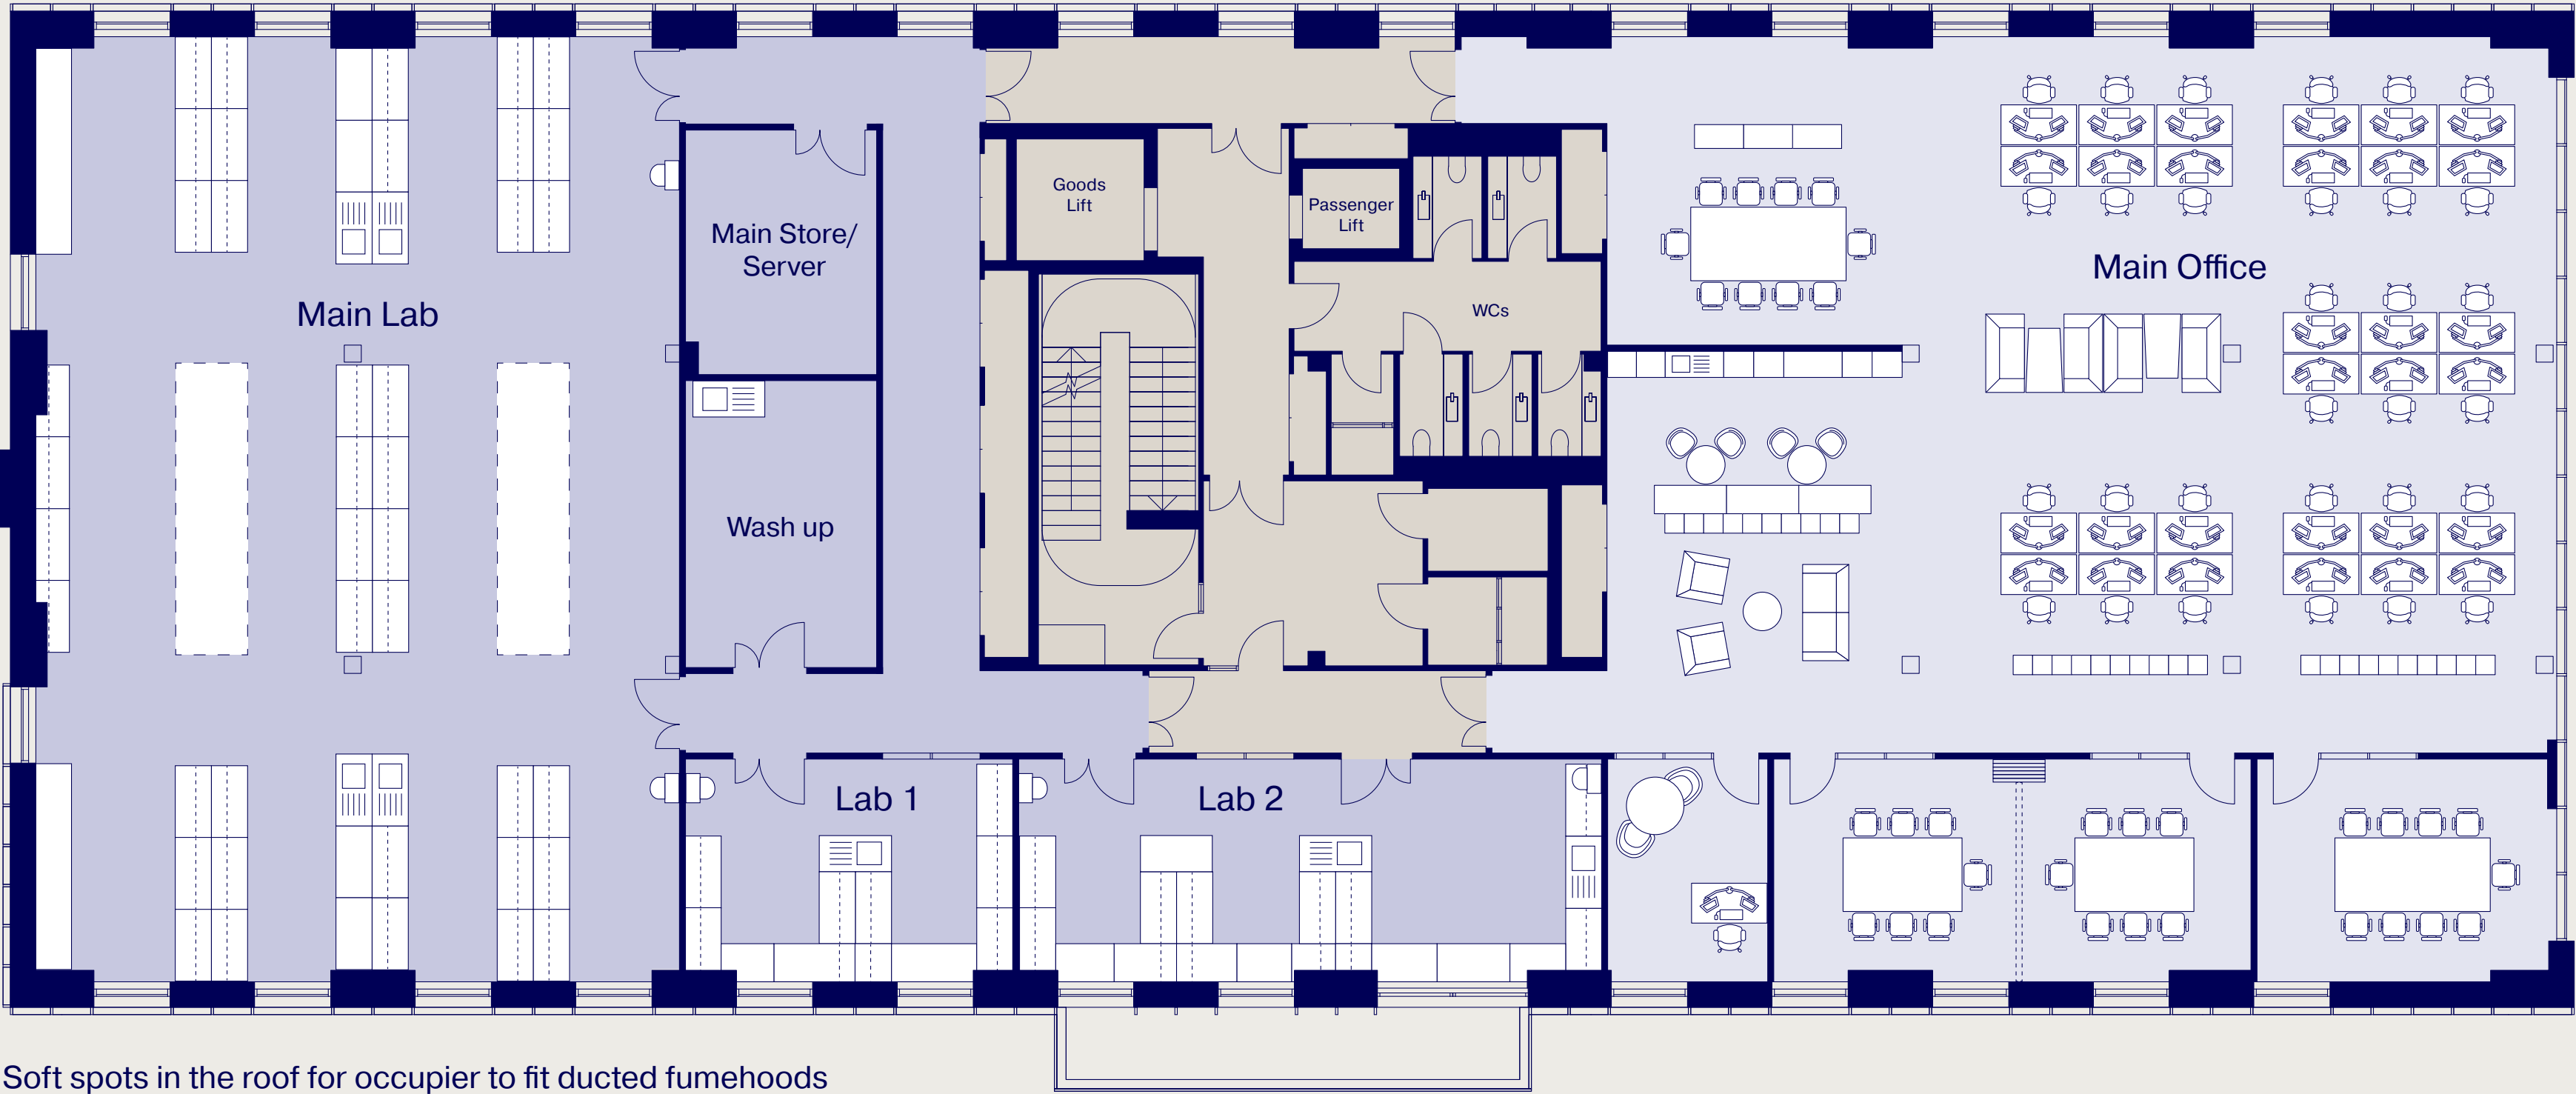 Main Lab
Main Store/
Server
Wash up
Goods
Lift
Passenger
Lift
WCs
Main Office
Lab 1
Lab 2
Soft spots in the roof for occupier to fit ducted fumehoods